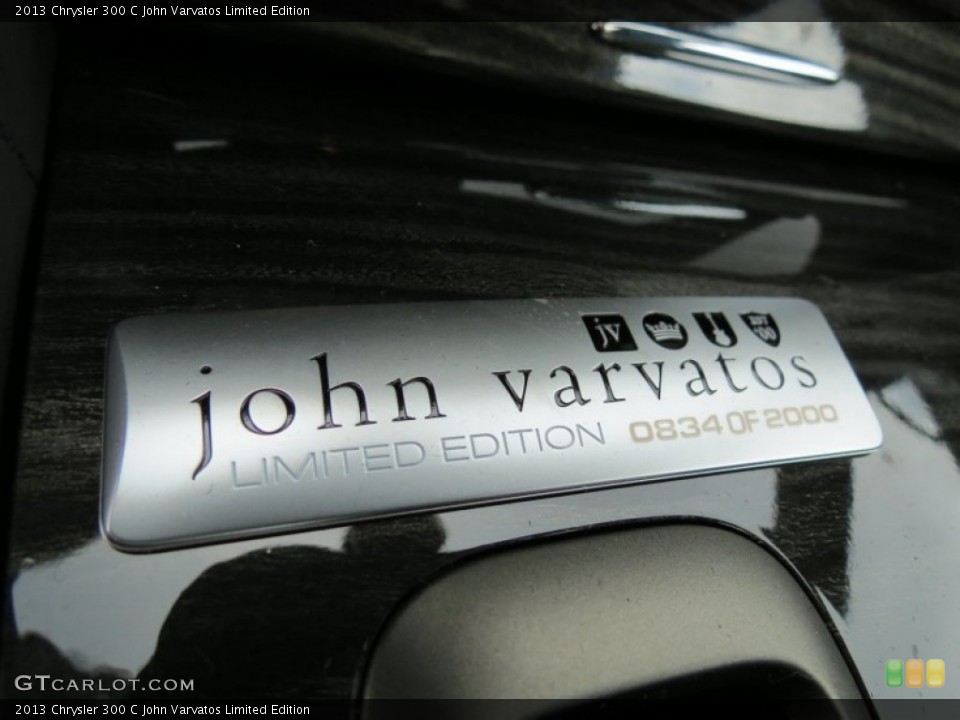 2013 Chrysler 300 C John Varvatos Limited Edition
jv
john varvatos
LIMITED EDITION 0834 OF 2000
GTCARLOT.COM
2013 Chrysler 300 C John Varvatos Limited Edition